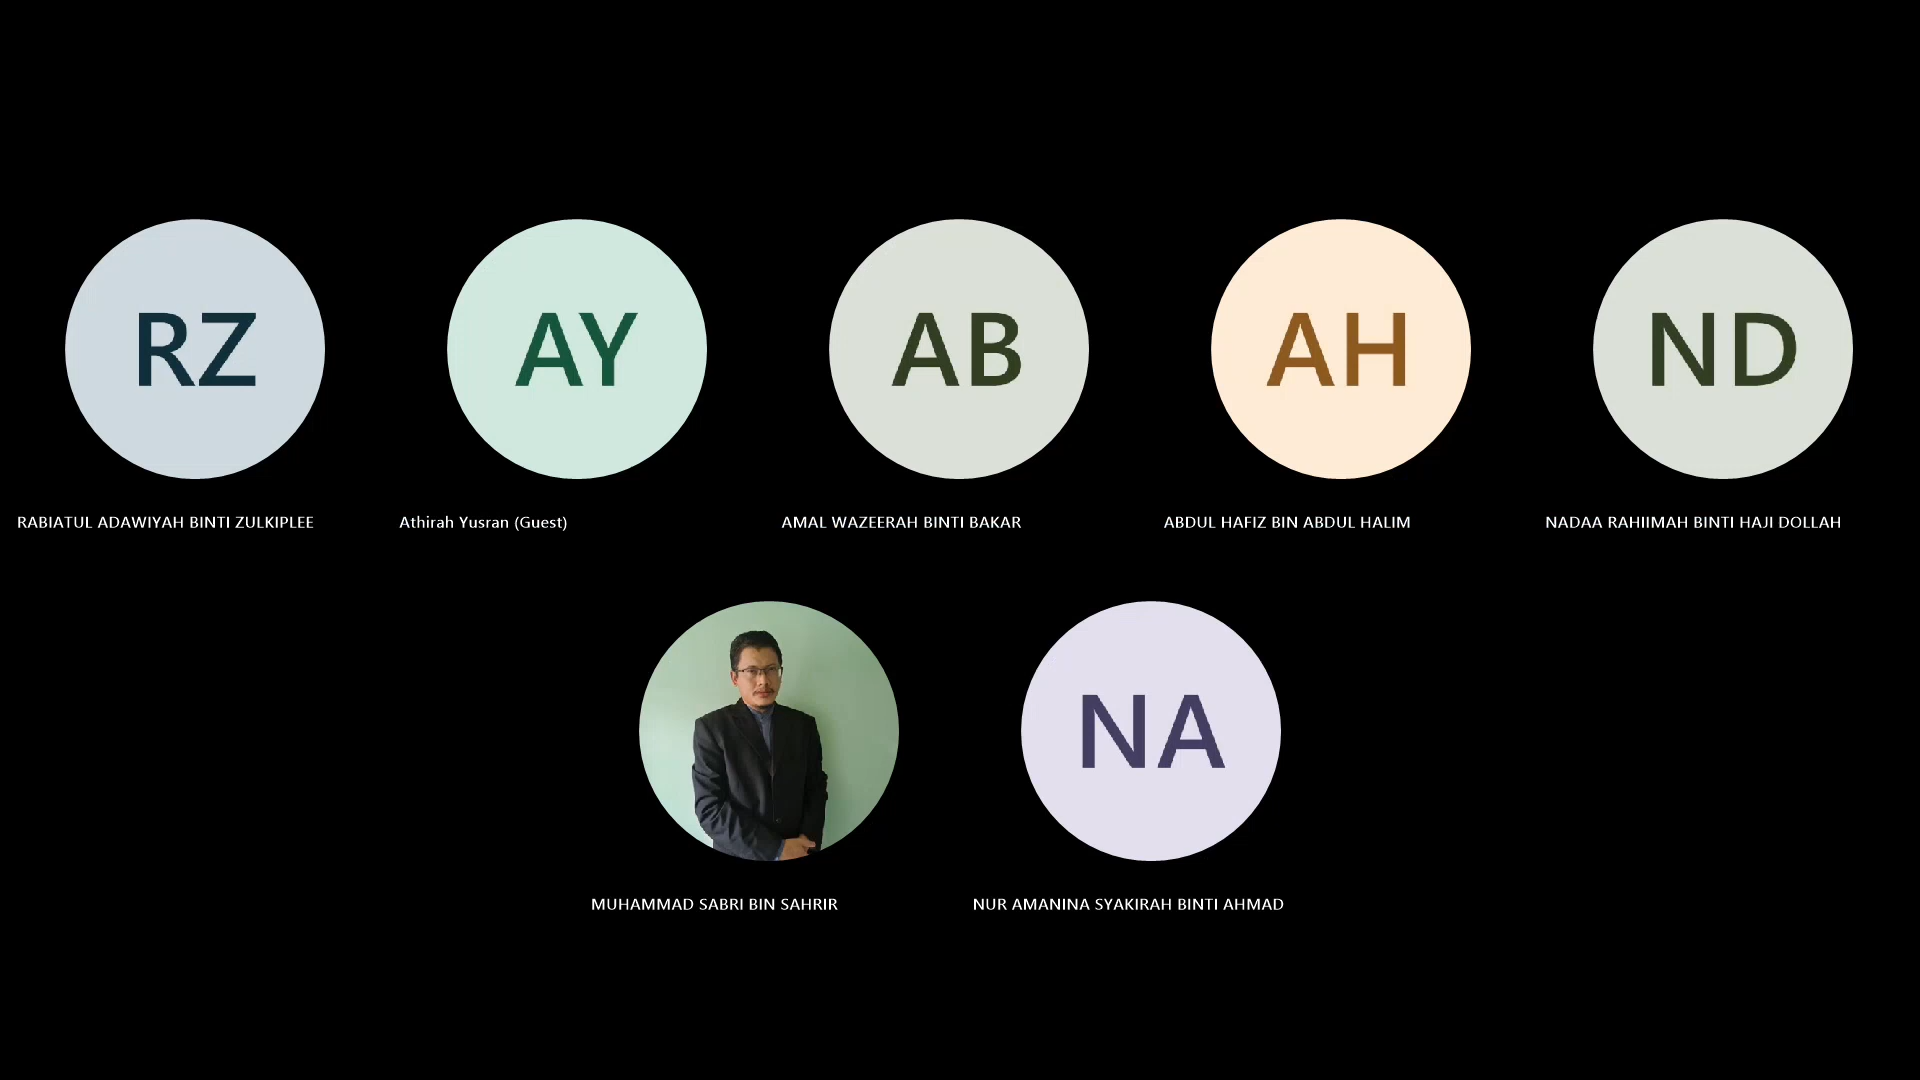 RZ
AY
AB
AH
ND
RABIATUL ADAWIYAH BINTI ZULKIPLEE
Athirah Yusran (Guest)
AMAL WAZEERAH BINTI BAKAR
ABDUL HAFIZ BIN ABDUL HALIM
NADAA RAHIIMAH BINTI HAJI DOLLAH
NA
MUHAMMAD SABRI BIN SAHRIR
NUR AMANINA SYAKIRAH BINTI AHMAD